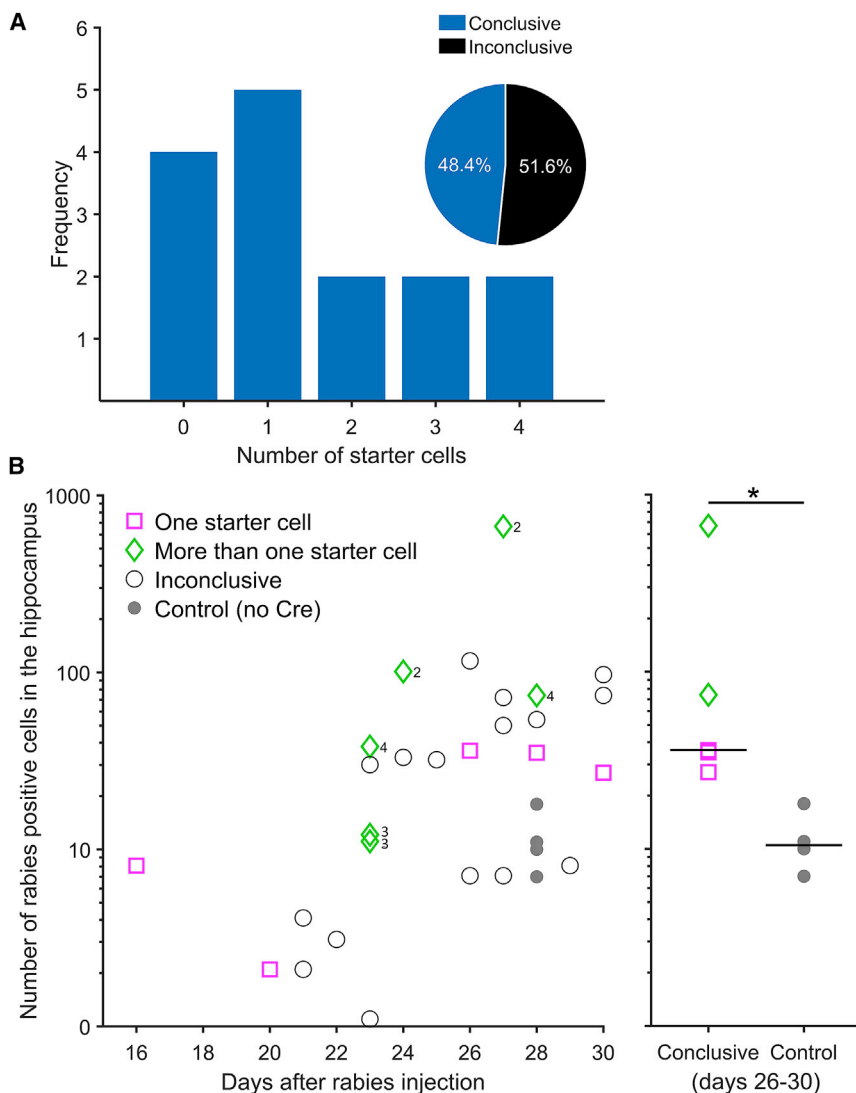 A
Conclusive
Inconclusive
6
5
4
3
2
1
Frequency
48.4%
51.6%
0 1 2 3 4
Number of starter cells
B
1000
100
10
0
Number of rabies positive cells in the hippocampus
One starter cell
More than one starter cell
Inconclusive
Control (no Cre)
2
2
4
4
3
3
16 18 20 22 24 26 28 30
Days after rabies injection
*
Conclusive Control
(days 26-30)